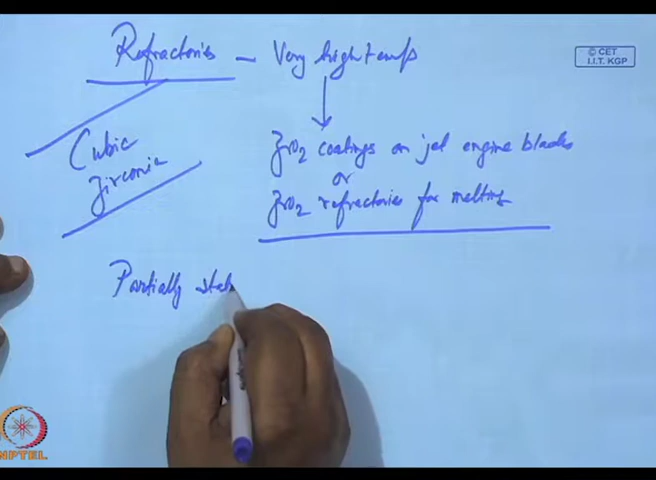 Refractories – Very high temp
© CET
I.I.T. KGP
Cubic
Zirconia
ZrO2 coatings on jet engine blades
or
ZrO2 refractories for melting
Partially stab
NPTEL